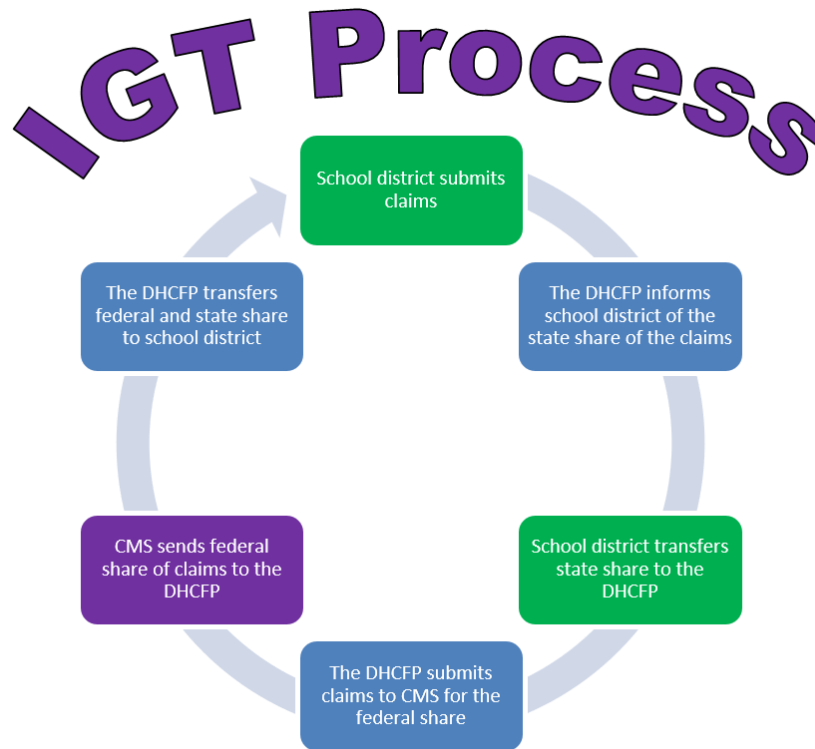 IGT Process
School district submits
claims
The DHCFP informs
school district of the
state share of the claims
School district transfers
state share to the
DHCFP
The DHCFP submits
claims to CMS for the
federal share
CMS sends federal
share of claims to the
DHCFP
The DHCFP transfers
federal and state share
to school district